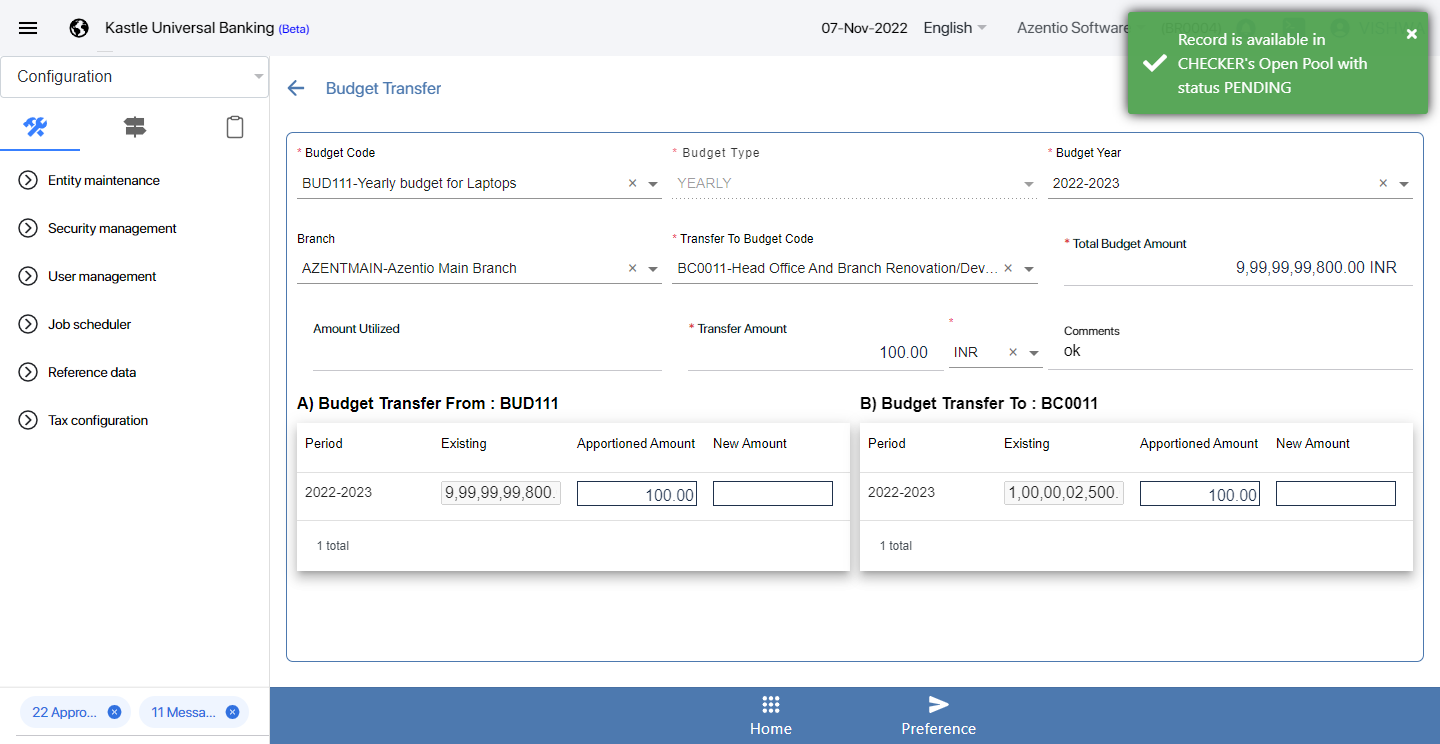 Kastle Universal Banking (Beta)
07-Nov-2022
English
Azentio Software
Record is available in
CHECKER's Open Pool with
status PENDING
Configuration
Budget Transfer
Entity maintenance
Security management
User management
Job scheduler
Reference data
Tax configuration
* Budget Code
* Budget Type
* Budget Year
BUD111-Yearly budget for Laptops
YEARLY
2022-2023
Branch
* Transfer To Budget Code
* Total Budget Amount
AZENTMAIN-Azentio Main Branch
BC0011-Head Office And Branch Renovation/Dev...
9,99,99,99,800.00 INR
Amount Utilized
* Transfer Amount
*
Comments
100.00
INR
ok
A) Budget Transfer From : BUD111
B) Budget Transfer To : BC0011
Period Existing Apportioned Amount New Amount
Period Existing Apportioned Amount New Amount
2022-2023 9,99,99,99,800. 100.00
2022-2023 1,00,00,02,500. 100.00
1 total
1 total
22 Appro...
11 Messa...
Home
Preference